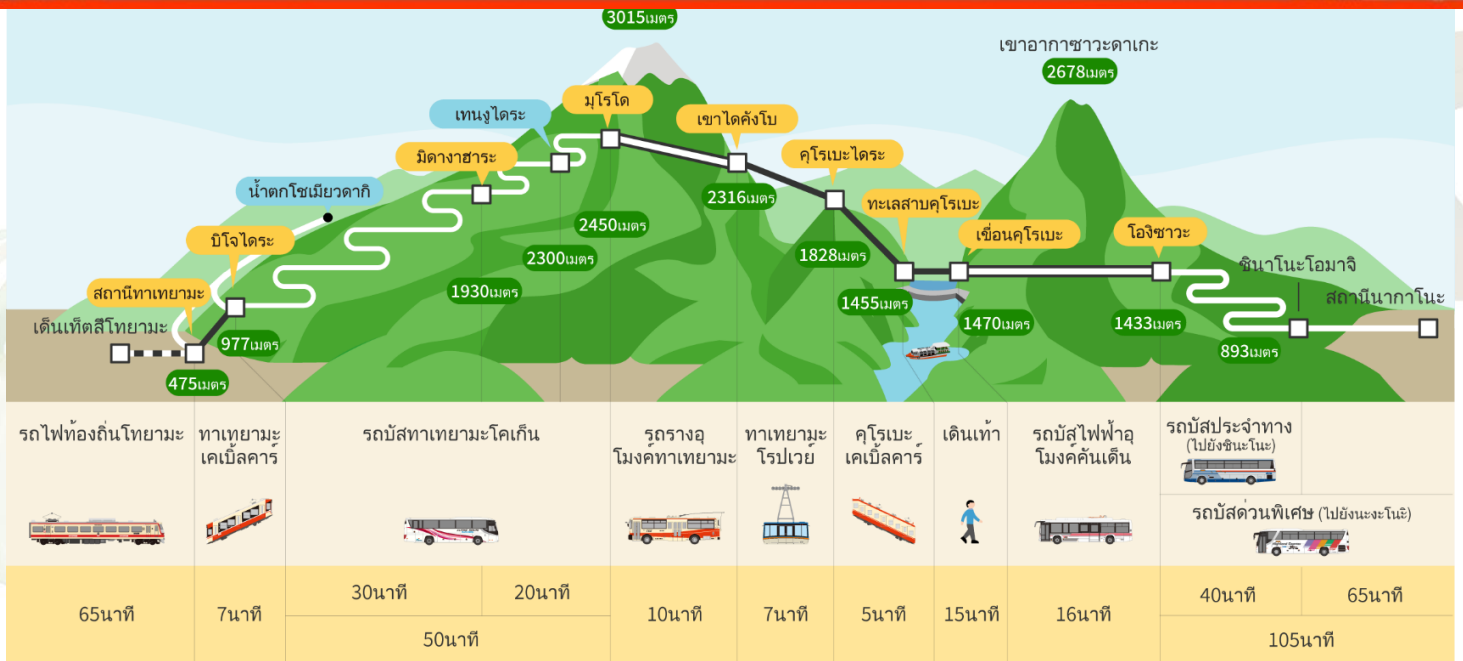 3015เมตร
เขาอากาซาวะดาเกะ
2678เมตร
มุโรโด
เทนงูไดระ
เขาไดคังโบ
มิดางาฮาระ
คุโรเบะไดระ
น้ำตกโชเมียวดากิ
2316เมตร
ทะเลสาบคุโรเบะ
2450เมตร
บิโจไดระ
เขื่อนคุโรเบะ
โองิซาวะ
1828เมตร
2300เมตร
ชินาโนะโอมาจิ
1930เมตร
สถานีทาเทยามะ
สถานีนากาโนะ
1455เมตร
เด็นเท็ตสึโทยามะ
1470เมตร
1433เมตร
977เมตร
893เมตร
475เมตร
รถไฟท้องถิ่นโทยามะ
ทาเทยามะ
เคเบิ้ลคาร์
รถบัสทาเทยามะโคเก็น
รถรางอุ
โมงค์ทาเทยามะ
ทาเทยามะ
โรปเวย์
คุโรเบะ
เคเบิ้ลคาร์
เดินเท้า
รถบัสไฟฟ้าอุ
โมงค์คันเด็น
รถบัสประจำทาง
(ไปยังชินะโนะ)
รถบัสด่วนพิเศษ (ไปยังนะงะโนะ)
65นาที
7นาที
30นาที
20นาที
50นาที
10นาที
7นาที
5นาที
15นาที
16นาที
40นาที
65นาที
105นาที